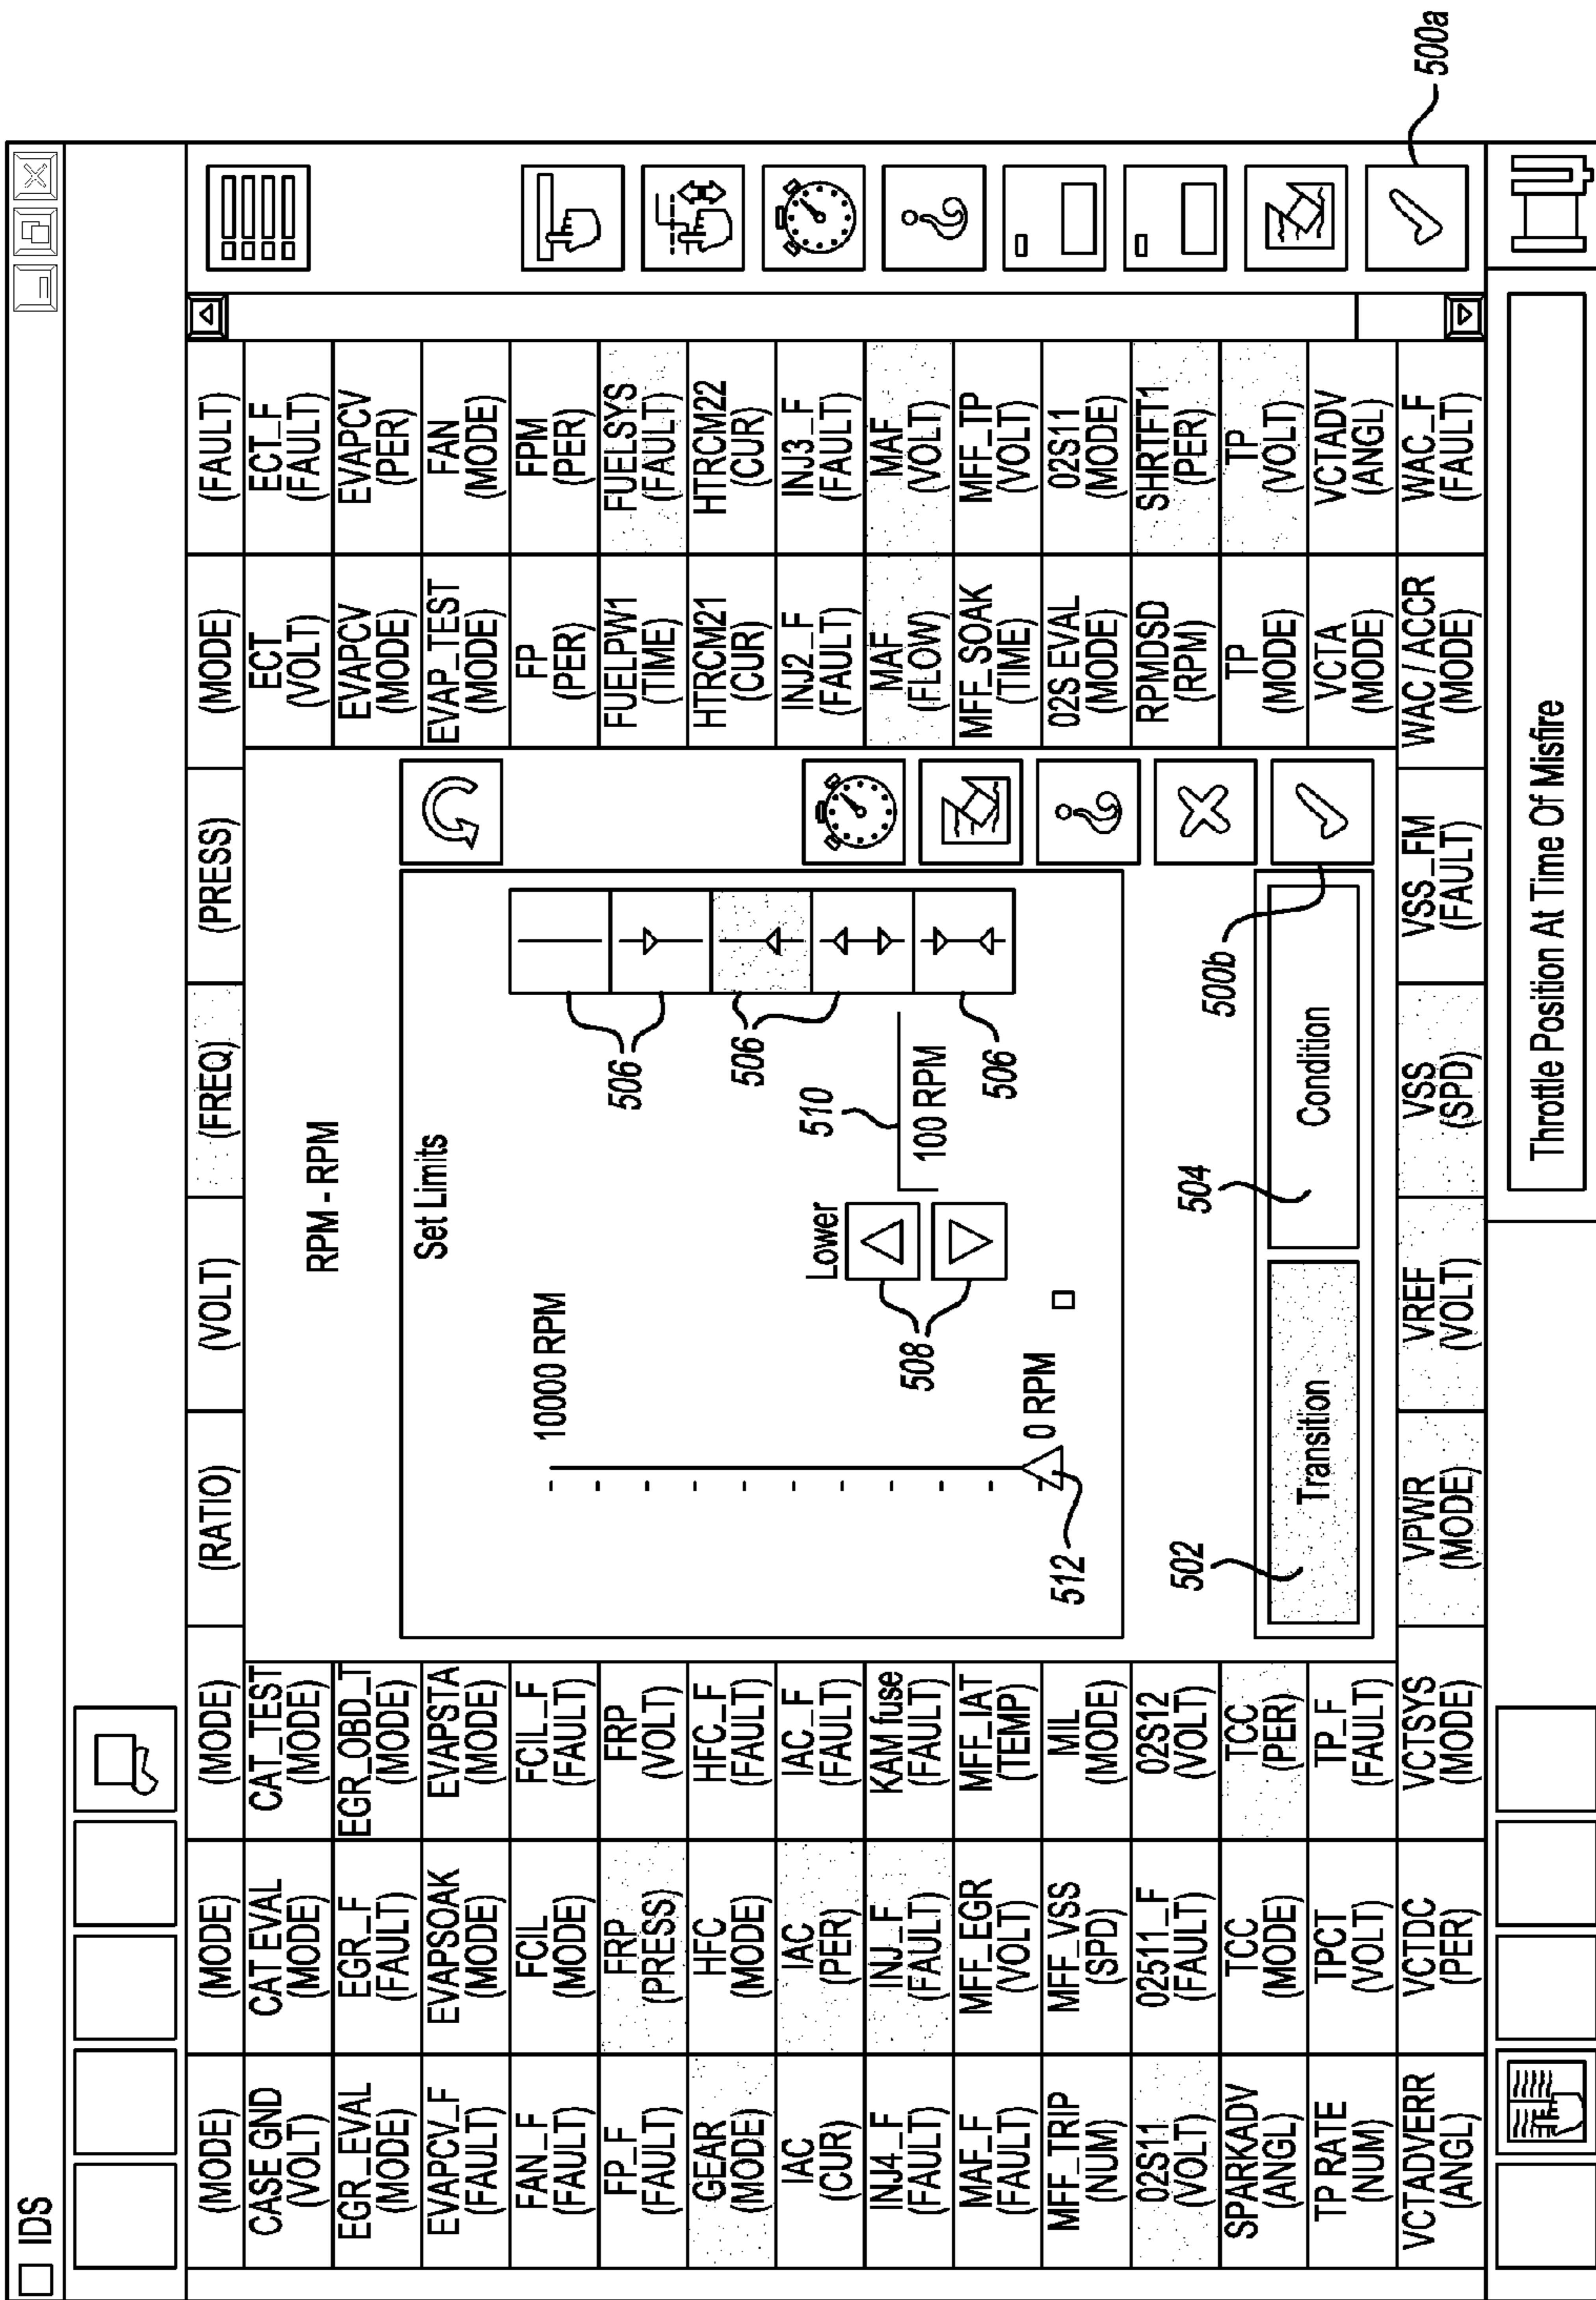 IDS
(MODE) (MODE) (MODE) (RATIO) (VOLT) (FREQ) (PRESS) (MODE) (FAULT)
CASE GND CAT EVAL CAT_TEST ECT ECT_F
(VOLT) (MODE) (MODE) (VOLT) (FAULT)
EGR_EVAL EGR_F EGR_OBD_T EVAPCV EVAPCV
(MODE) (FAULT) (MODE) (MODE) (PER)
EVAPCV_F EVAPSOAK EVAPSTA EVAP_TEST FAN
(FAULT) (MODE) (MODE) (MODE) (MODE)
FAN_F FCIL FCIL_F FP FPM
(FAULT) (MODE) (FAULT) (PER) (PER)
FP_F FRP FRP FUELPW1 FUELSYS
(FAULT) (PRESS) (VOLT) (TIME) (FAULT)
GEAR HFC HFC_F HTRCM21 HTRCM22
(MODE) (MODE) (FAULT) (CUR) (CUR)
IAC IAC IAC_F INJ2_F INJ3_F
(CUR) (PER) (FAULT) (FAULT) (FAULT)
INJ4_F INJ_F KAM fuse MAF MAF
(FAULT) (FAULT) (FAULT) (FLOW) (VOLT)
MAF_F MFF_EGR MFF_IAT MFF_SOAK MFF_TP
(FAULT) (VOLT) (TEMP) (TIME) (VOLT)
MFF_TRIP MFF_VSS MIL 02S EVAL 02S11
(NUM) (SPD) (MODE) (MODE) (MODE)
02S11 02511_F 02S12 RPMDSD SHRTFT1
(VOLT) (FAULT) (VOLT) (RPM) (PER)
SPARKADV TCC TCC TP TP
(ANGL) (MODE) (PER) (MODE) (VOLT)
TP RATE TPCT TP_F VCTA VCTADV
(NUM) (VOLT) (FAULT) (MODE) (ANGL)
VCTADVERR VCTDC VCTSYS VPWR VREF VSS VSS_FM WAC / ACCR WAC_F
(ANGL) (PER) (MODE) (MODE) (VOLT) (SPD) (FAULT) (MODE) (FAULT)
RPM - RPM
Set Limits
10000 RPM
506
506
510
Lower
100 RPM
508
506
0 RPM
512
502
504
500b
Transition Condition
500a
Throttle Position At Time Of Misfire